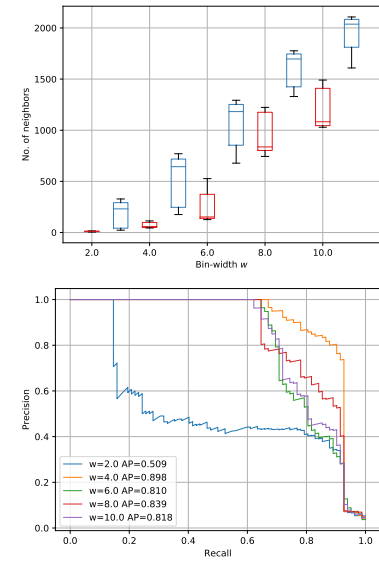 2000
1500
1000
500
0
No. of neighbors
2.0 4.0 6.0 8.0 10.0
Bin-width w
1.0
0.8
0.6
0.4
0.2
0.0
Precision
w=2.0 AP=0.509
w=4.0 AP=0.898
w=6.0 AP=0.810
w=8.0 AP=0.839
w=10.0 AP=0.818
0.0 0.2 0.4 0.6 0.8 1.0
Recall